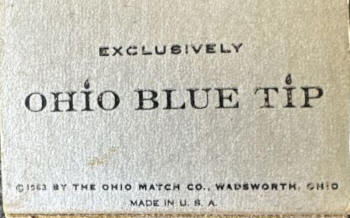 EXCLUSIVELY
OHiO BLUE TiP
© 1963 BY THE OHIO MATCH CO., WADSWORTH, OHIO
MADE IN U. S. A.